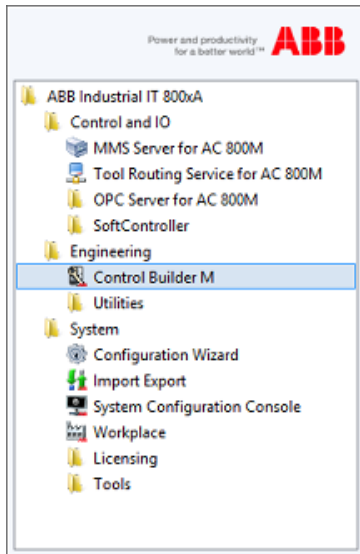 Power and productivity
for a better world™
ABB
ABB Industrial IT 800xA
Control and IO
MMS Server for AC 800M
Tool Routing Service for AC 800M
OPC Server for AC 800M
SoftController
Engineering
Control Builder M
Utilities
System
Configuration Wizard
Import Export
System Configuration Console
Workplace
Licensing
Tools